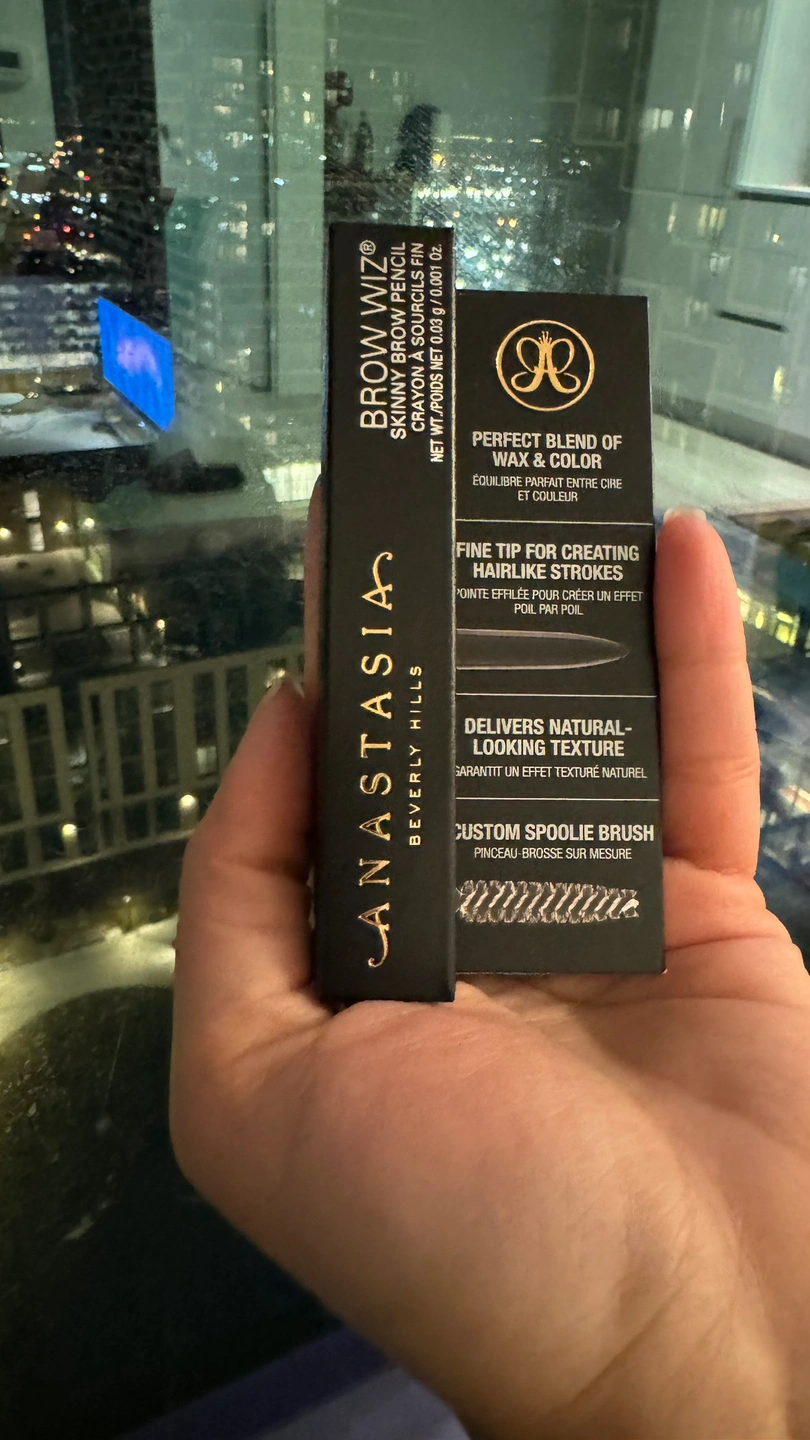 BROW WIZ®
SKINNY BROW PENCIL
CRAYON À SOURCILS FIN
NET WT./POIDS NET 0.03 g / 0.001 Oz.
ANASTASIA
BEVERLY HILLS
PERFECT BLEND OF
WAX & COLOR
ÉQUILIBRE PARFAIT ENTRE CIRE
ET COULEUR
FINE TIP FOR CREATING
HAIRLIKE STROKES
POINTE EFFILÉE POUR CRÉER UN EFFET
POIL PAR POIL
DELIVERS NATURAL-
LOOKING TEXTURE
GARANTIT UN EFFET TEXTURÉ NATUREL
CUSTOM SPOOLIE BRUSH
PINCEAU-BROSSE SUR MESURE